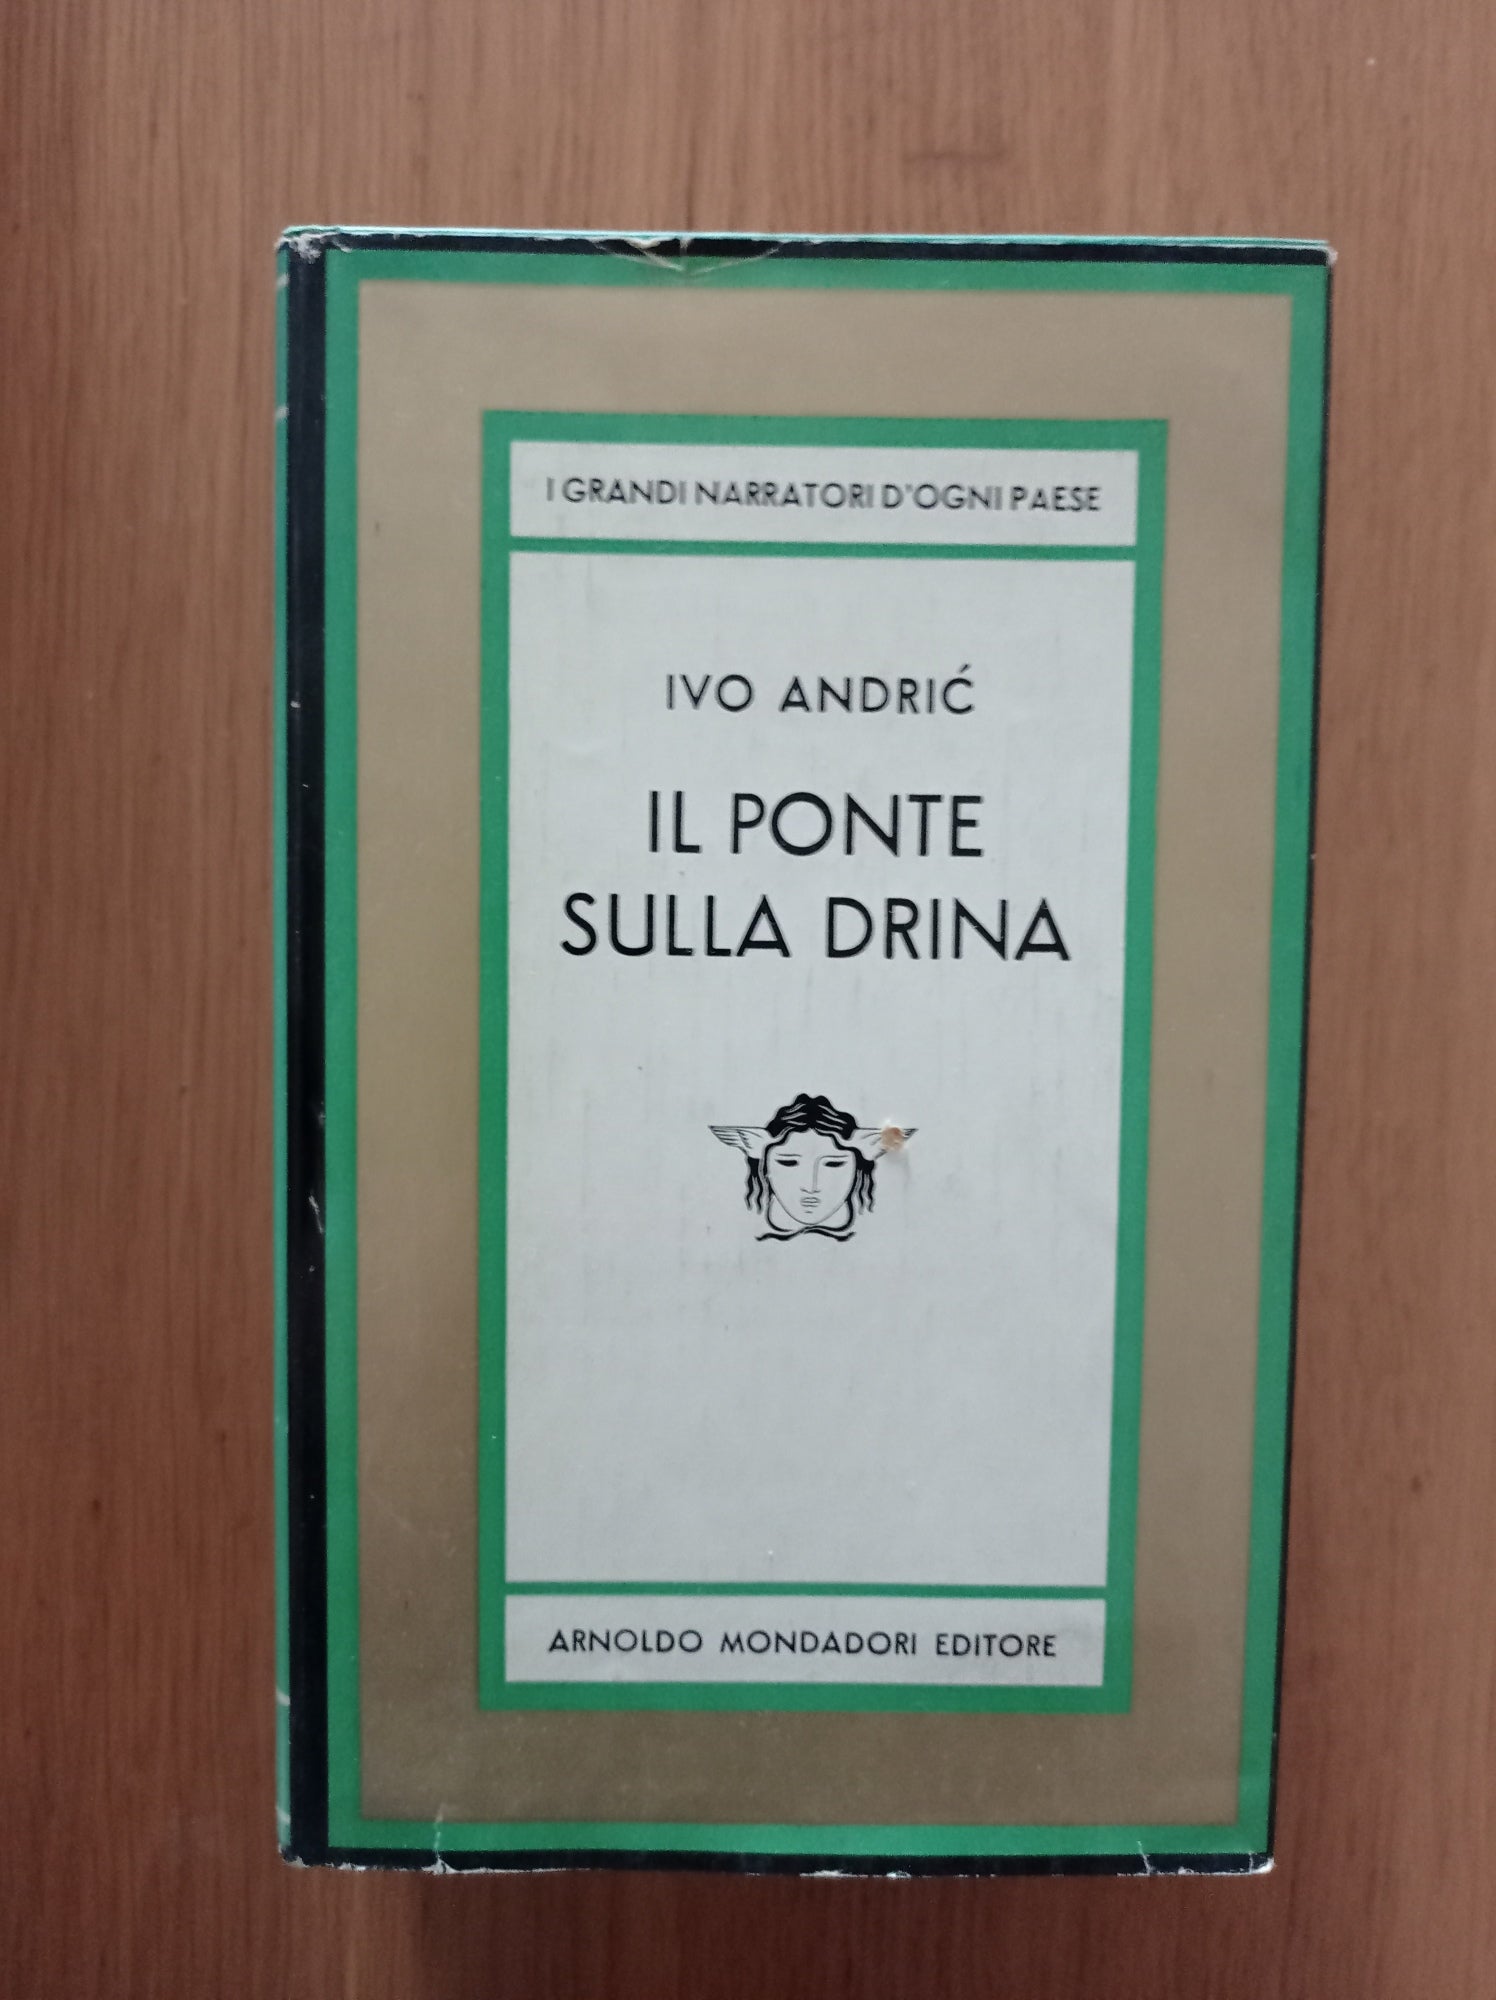 I GRANDI NARRATORI D'OGNI PAESE
IVO ANDRIĆ
IL PONTE
SULLA DRINA
ARNOLDO MONDADORI EDITORE